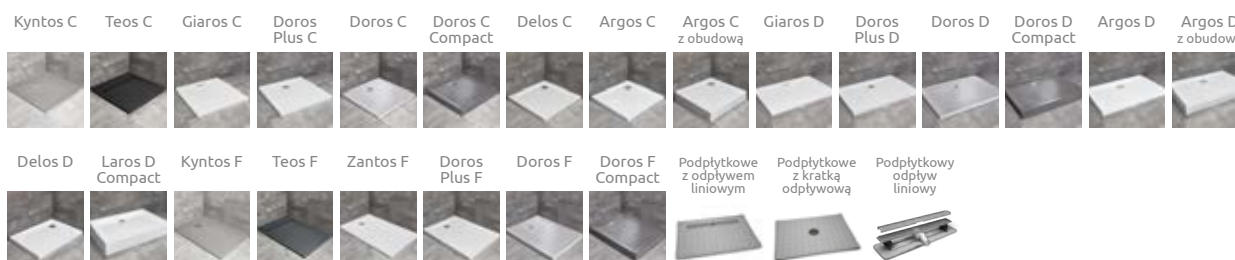 Kyntos C
Teos C
Giaros C
Doros
Plus C
Doros C
Doros C
Compact
Delos C
Argos C
Argos C
z obudową
Giaros D
Doros
Plus D
Doros D
Doros D
Compact
Argos D
Argos D
z obudow
Delos D
Laros D
Compact
Kyntos F
Teos F
Zantos F
Doros
Plus F
Doros F
Doros F
Compact
Podpłytkowe
z odpływem
liniowym
Podpłytkowe
z kratką
odpływową
Podpłytkowy
odpływ
liniowy